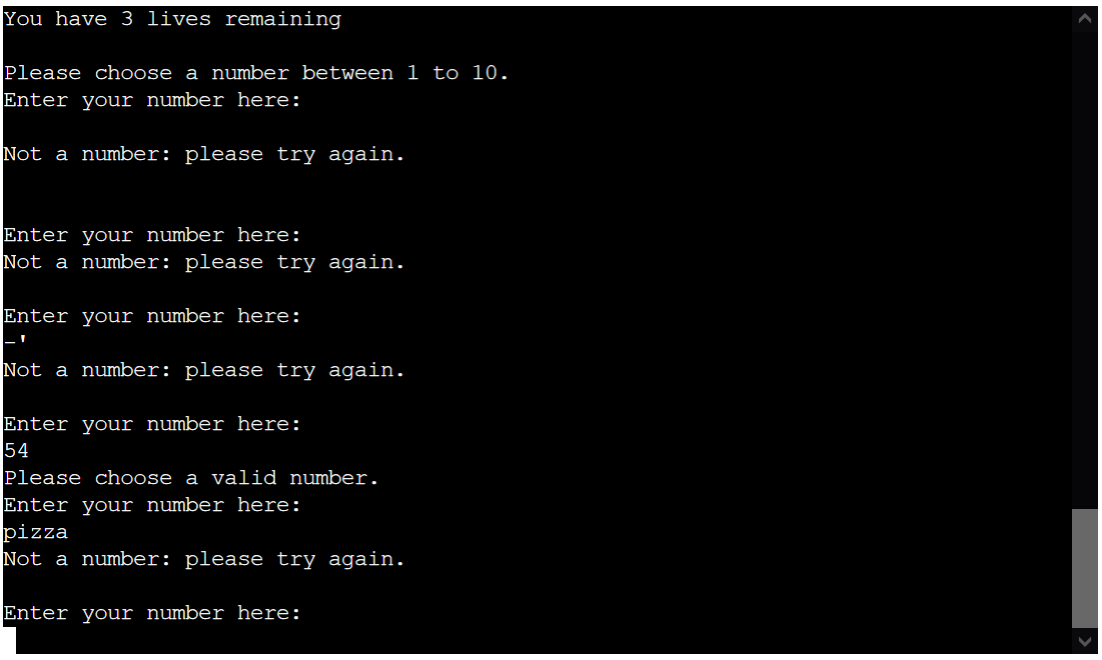 You have 3 lives remaining
Please choose a number between 1 to 10.
Enter your number here:
Not a number: please try again.
Enter your number here:
Not a number: please try again.
Enter your number here:
-'
Not a number: please try again.
Enter your number here:
54
Please choose a valid number.
Enter your number here:
pizza
Not a number: please try again.
Enter your number here: